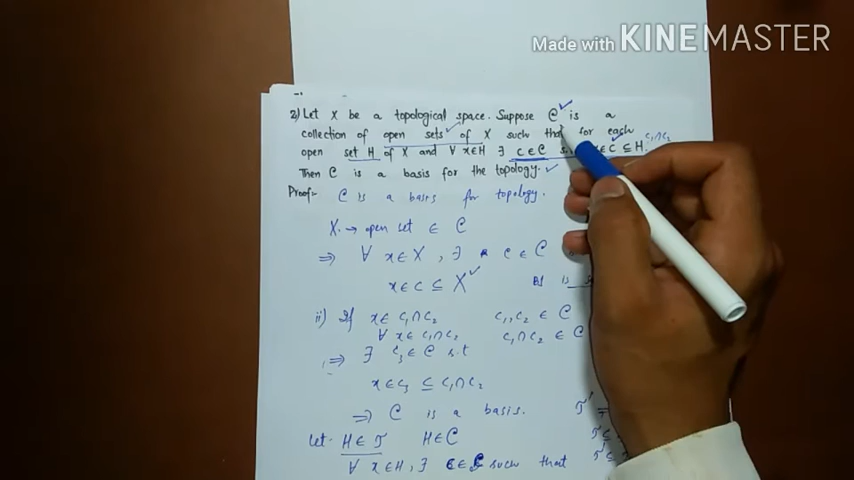 Made with KINEMASTER
2) Let X be a topological space. Suppose C is a
collection of open sets of X such that for each
C₁∩C₂
open set H of X and ∀ x∈H ∃ C∈C x∈C ⊆ H.
Then C is a basis for the topology.
Proof:- C is a basis for topology.
X → open set ∈ C
⇒ ∀ x∈X, ∃ C ∈ C
x∈C ⊆ X
ii) If x∈ C₁∩C₂ C₁, C₂ ∈ C
∀ x∈ C₁∩C₂ C₁∩C₂ ∈ C
⇒ ∃ C₃∈C s.t
x∈C₃ ⊆ C₁∩C₂
⇒ C is a basis.
Let H∈T H∈C
∀ x∈H, ∃ C∈C such that